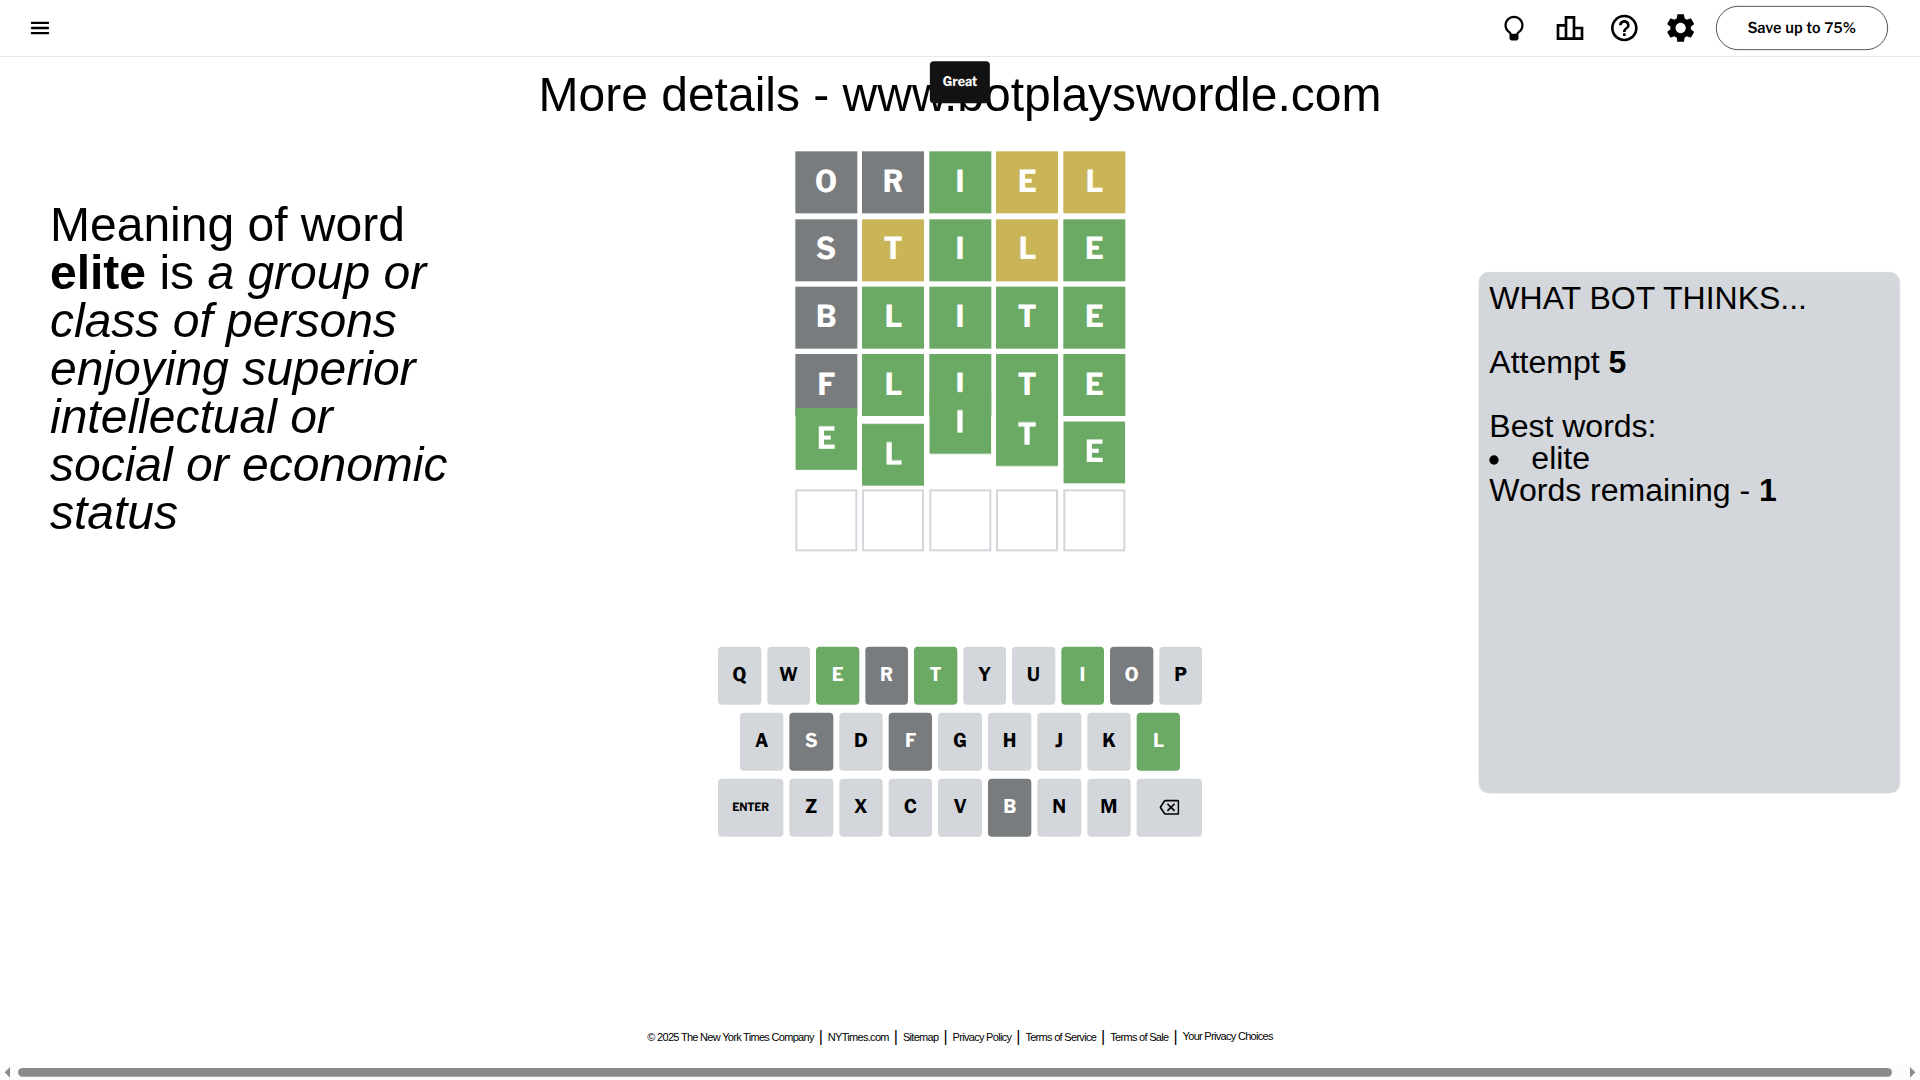 Save up to 75%
Great
More details - www.botplayswordle.com
Meaning of word
elite is a group or
class of persons
enjoying superior
intellectual or
social or economic
status
O R I E L
S T I L E
B L I T E
F L I T E
E L I T E
WHAT BOT THINKS...
Attempt 5
Best words:
• elite
Words remaining - 1
Q W E R T Y U I O P
A S D F G H J K L
ENTER Z X C V B N M
© 2025 The New York Times Company | NYTimes.com | Sitemap | Privacy Policy | Terms of Service | Terms of Sale | Your Privacy Choices